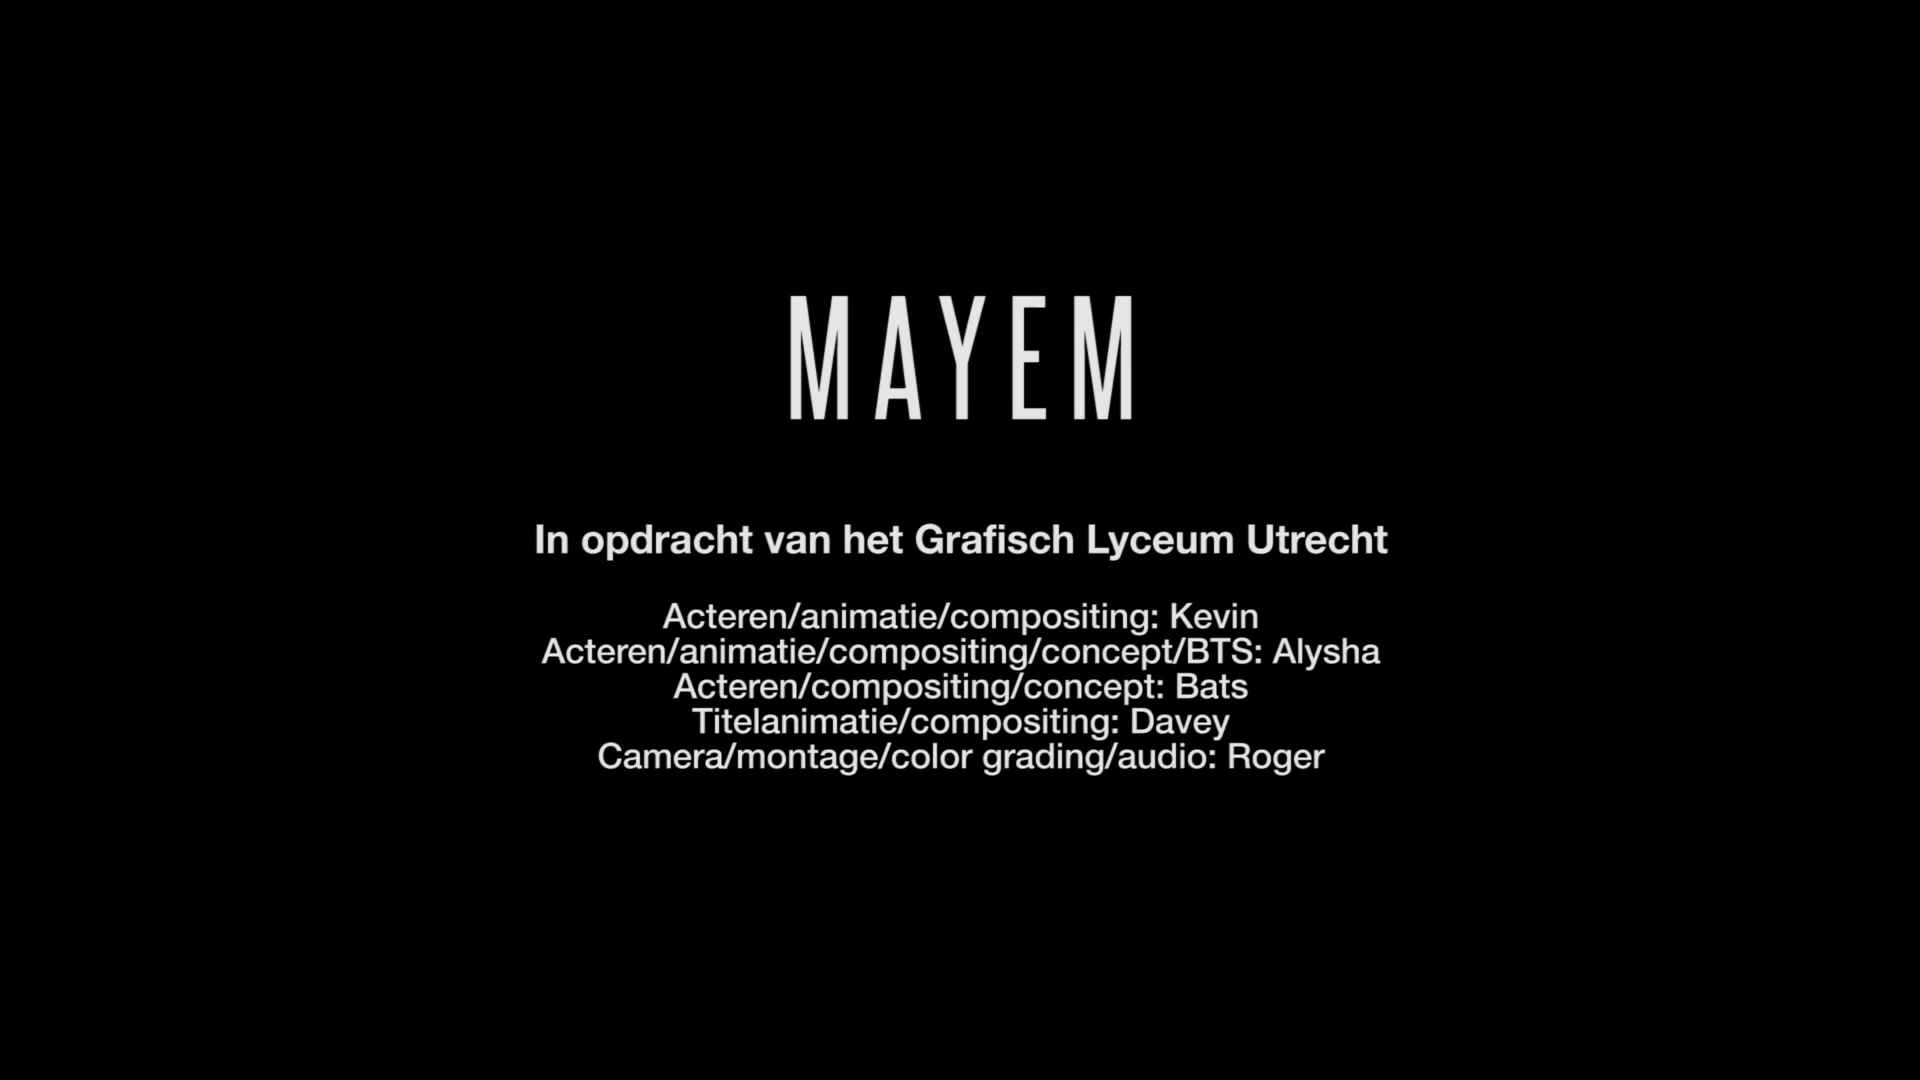 MAYEM
In opdracht van het Grafisch Lyceum Utrecht
Acteren/animatie/compositing: Kevin
Acteren/animatie/compositing/concept/BTS: Alysha
Acteren/compositing/concept: Bats
Titelanimatie/compositing: Davey
Camera/montage/color grading/audio: Roger